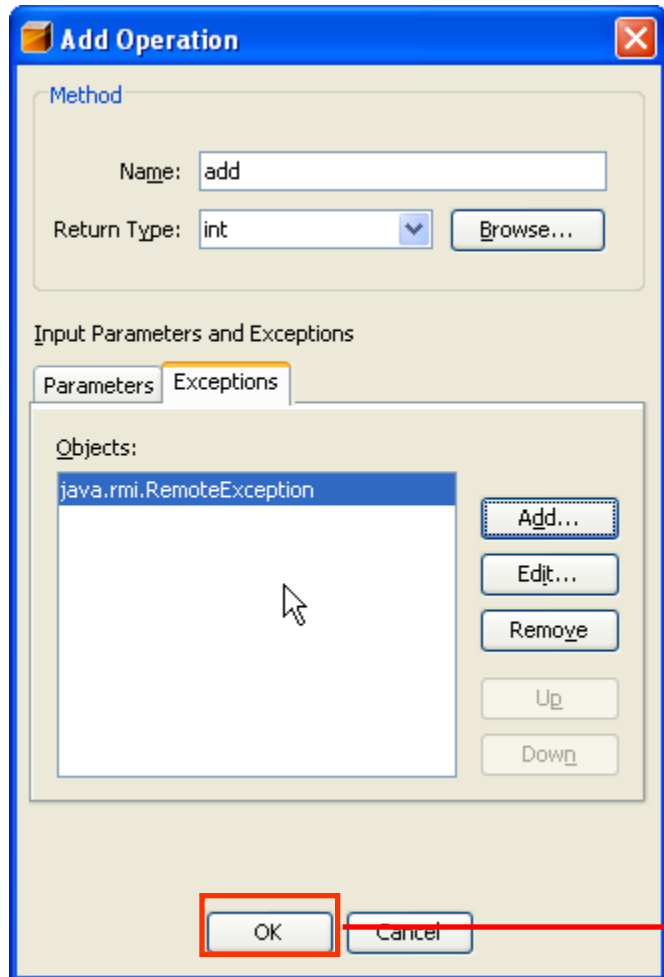 Add Operation
Method
Name: add
Return Type: int Browse...
Input Parameters and Exceptions
Parameters Exceptions
Objects:
java.rmi.RemoteException
Add...
Edit...
Remove
Up
Down
OK Cancel